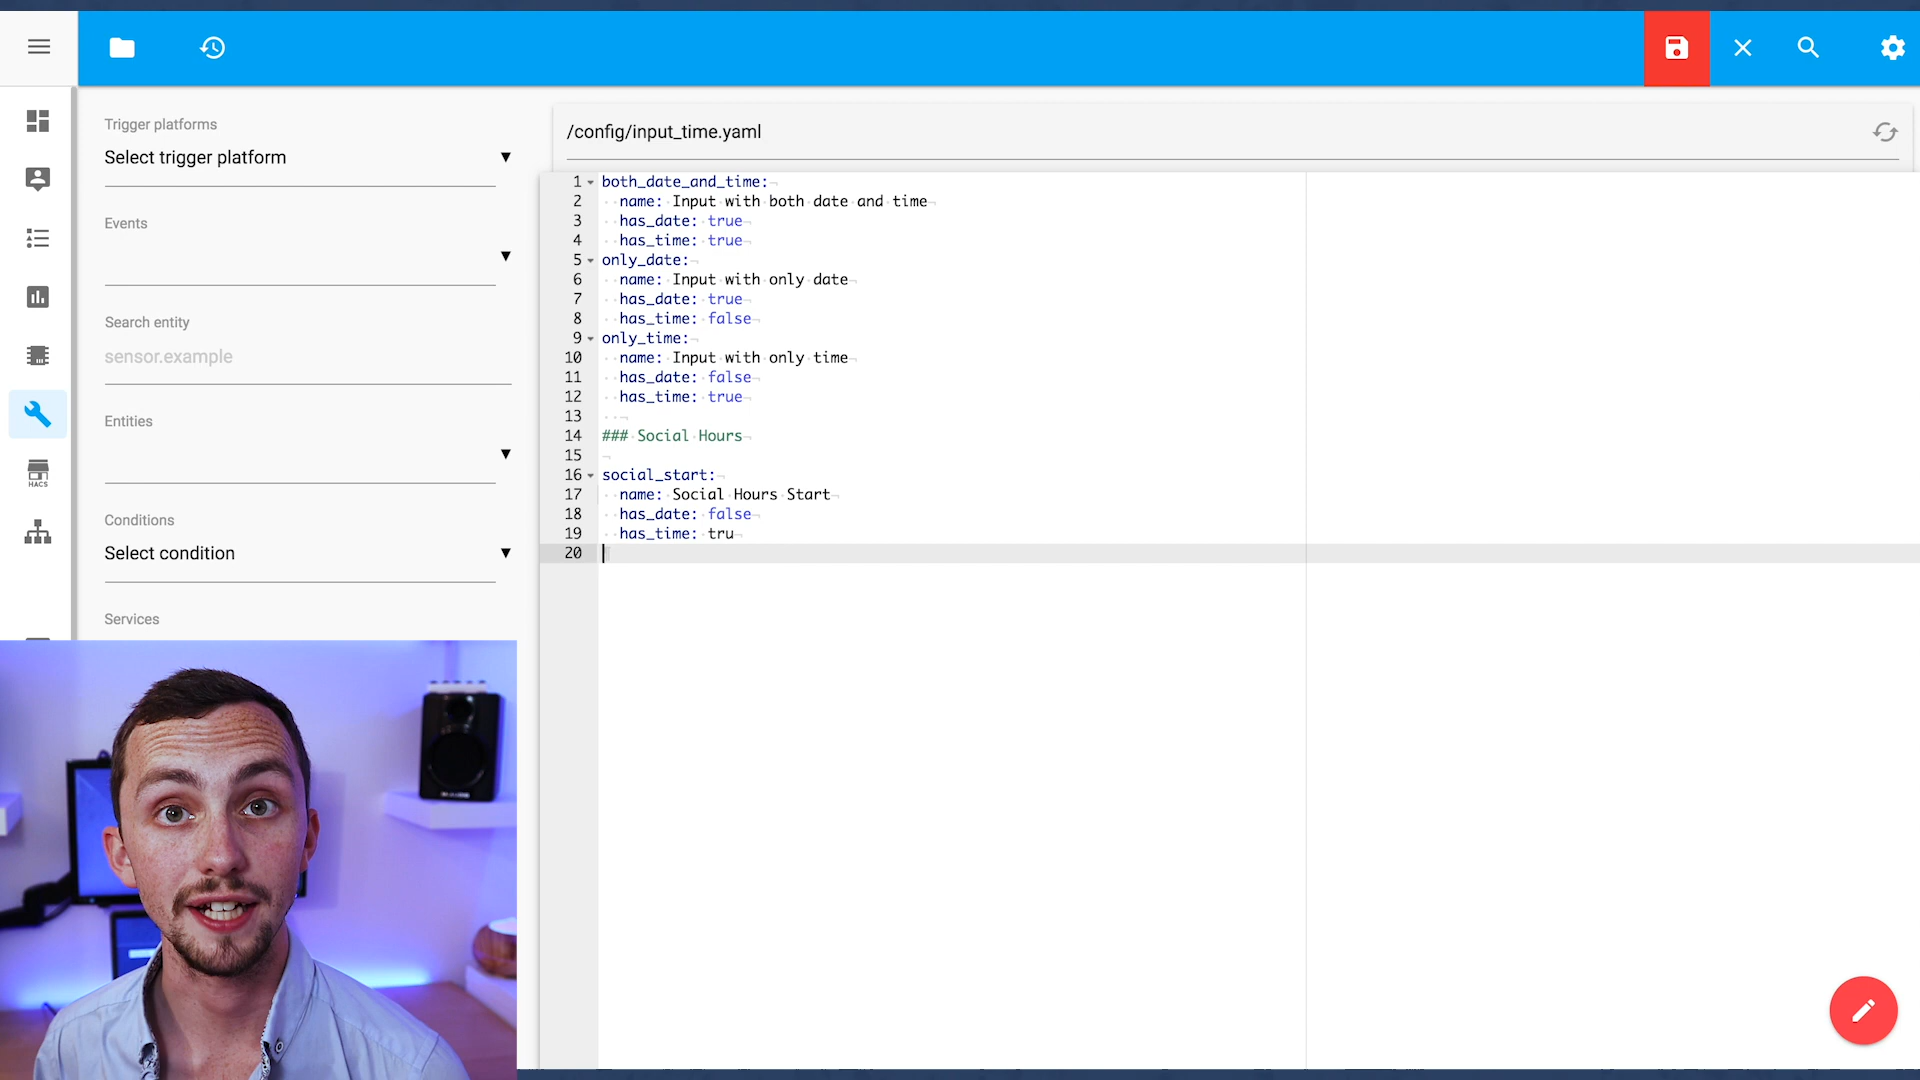 Trigger platforms
Select trigger platform
Events
Search entity
sensor.example
Entities
Conditions
Select condition
Services
HACS
/config/input_time.yaml
1 both_date_and_time:
2 name: Input with both date and time
3 has_date: true
4 has_time: true
5 only_date:
6 name: Input with only date
7 has_date: true
8 has_time: false
9 only_time:
10 name: Input with only time
11 has_date: false
12 has_time: true
13
14 ### Social Hours
15
16 social_start:
17 name: Social Hours Start
18 has_date: false
19 has_time: tru
20